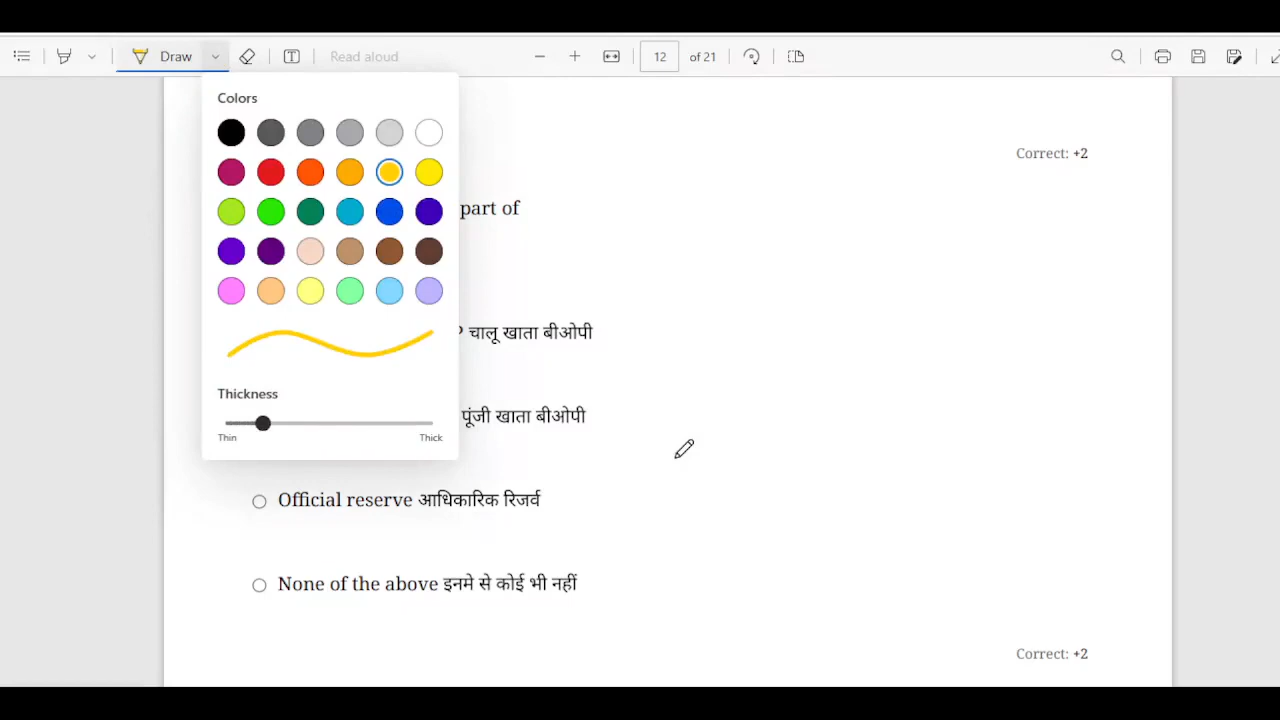 Draw
Read aloud
12 of 21
Colors
Correct: +2
part of
चालू खाता बीओपी
पूंजी खाता बीओपी
Thickness
Thin Thick
Official reserve आधिकारिक रिजर्व
None of the above इनमे से कोई भी नहीं
Correct: +2